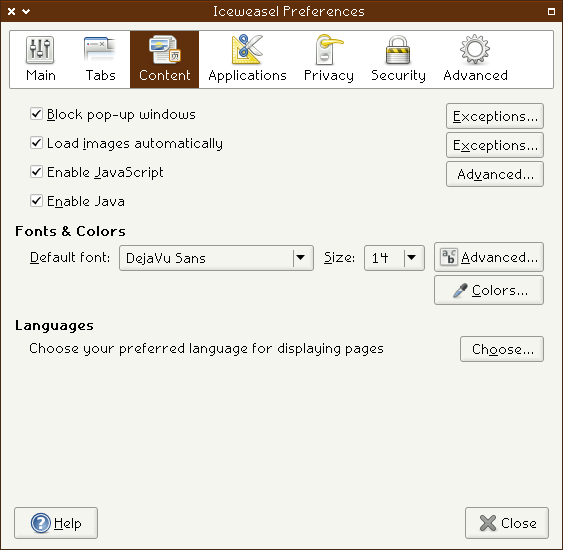 Iceweasel Preferences
Main Tabs Content Applications Privacy Security Advanced
Block pop-up windows Exceptions...
Load images automatically Exceptions...
Enable JavaScript Advanced...
Enable Java
Fonts & Colors
Default font: DejaVu Sans Size: 14 Advanced...
Colors...
Languages
Choose your preferred language for displaying pages Choose...
Help Close